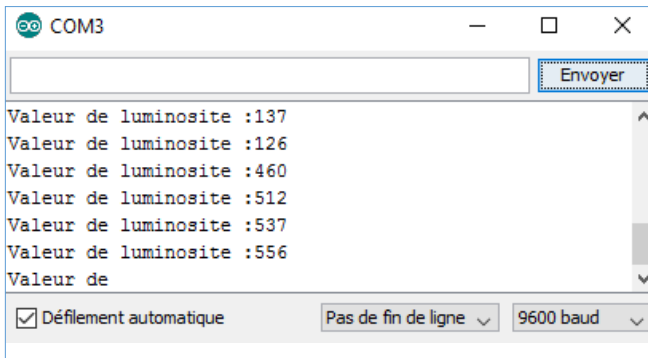 COM3
Envoyer
Valeur de luminosite :137
Valeur de luminosite :126
Valeur de luminosite :460
Valeur de luminosite :512
Valeur de luminosite :537
Valeur de luminosite :556
Valeur de
Défilement automatique Pas de fin de ligne 9600 baud